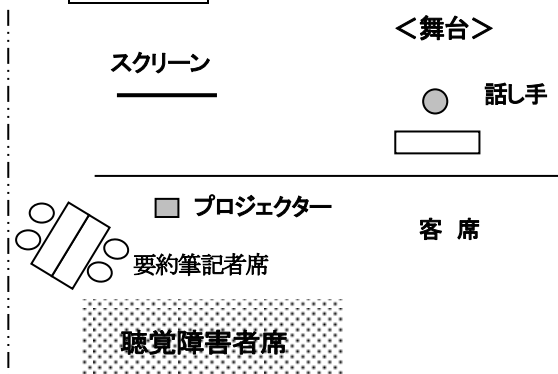 ＜舞台＞
スクリーン
話し手
プロジェクター
客 席
要約筆記者席
聴覚障害者席